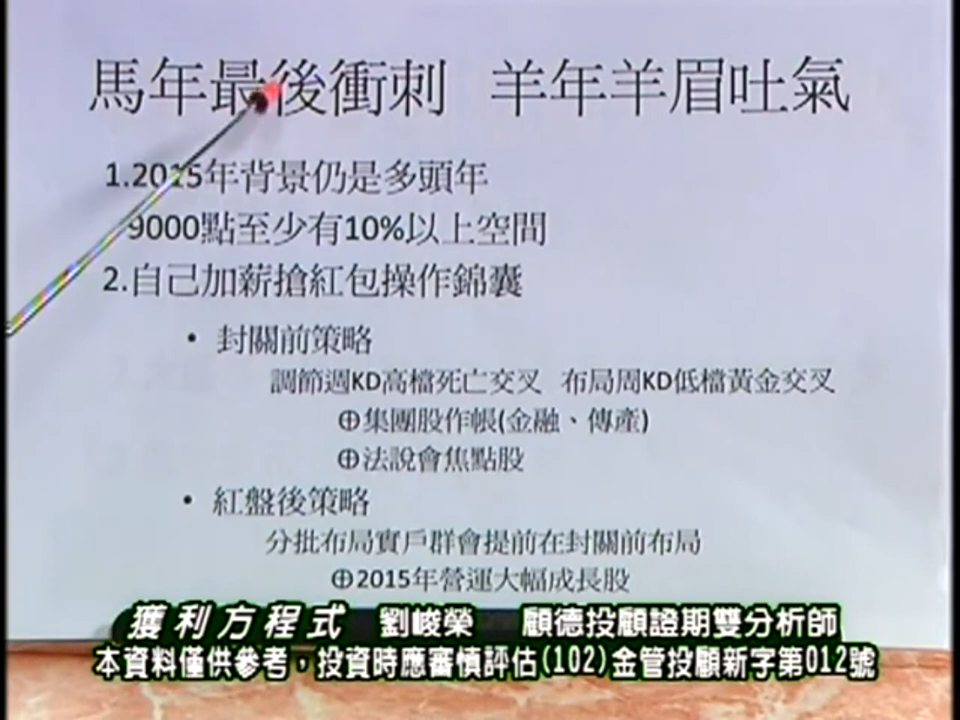 馬年最後衝刺 羊年羊眉吐氣
1.2015年背景仍是多頭年
9000點至少有10%以上空間
2.自己加薪搶紅包操作錦囊
• 封關前策略
調節週KD高檔死亡交叉 布局周KD低檔黃金交叉
⊕集團股作帳(金融、傳產)
⊕法說會焦點股
• 紅盤後策略
分批布局實戶群會提前在封關前布局
⊕2015年營運大幅成長股
獲利方程式 劉峻榮 顧德投顧證期雙分析師
本資料僅供參考，投資時應審慎評估(102)金管投顧新字第012號